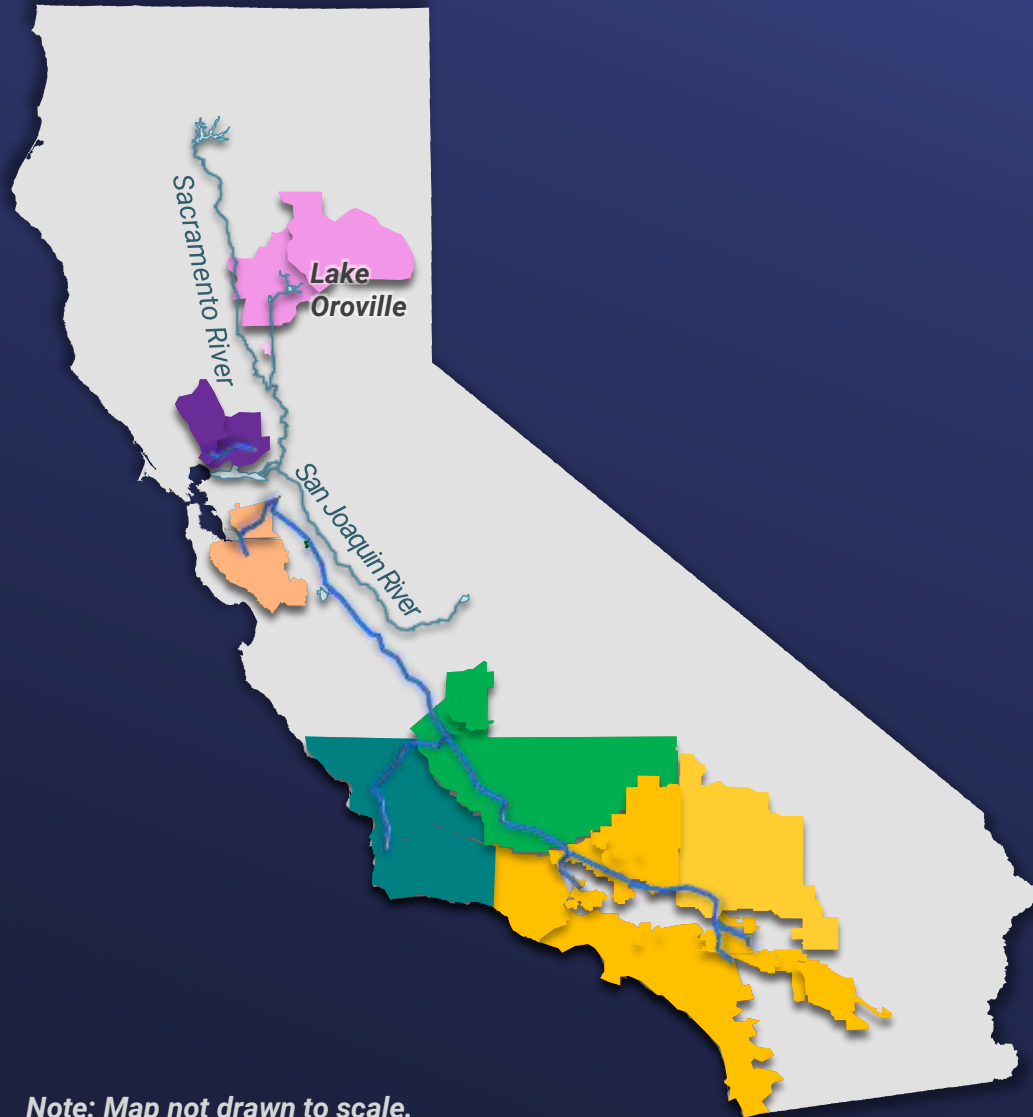 Sacramento River
Lake
Oroville
San Joaquin River
Note: Map not drawn to scale.